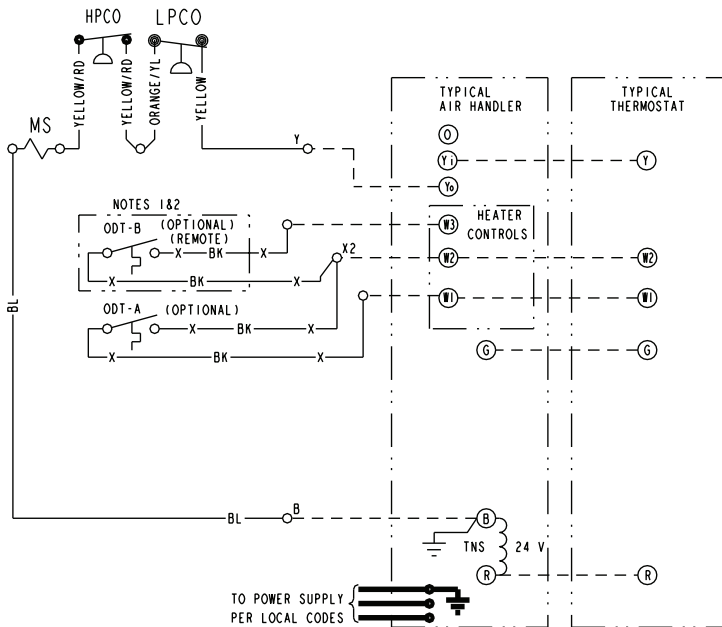 HPCO LPCO
YELLOW/RD
YELLOW/RD
ORANGE/YL
YELLOW
MS
Y
TYPICAL
AIR HANDLER
TYPICAL
THERMOSTAT
O
Yi
Y
Yo
NOTES 1&2
ODT-B (OPTIONAL)
(REMOTE)
X BK X
X BK X
X2
W3
HEATER
CONTROLS
W2
W2
ODT-A (OPTIONAL)
W1
W1
X BK X
X BK X
G
G
BL
BL
B
B
TNS 24 V
R
R
TO POWER SUPPLY
PER LOCAL CODES